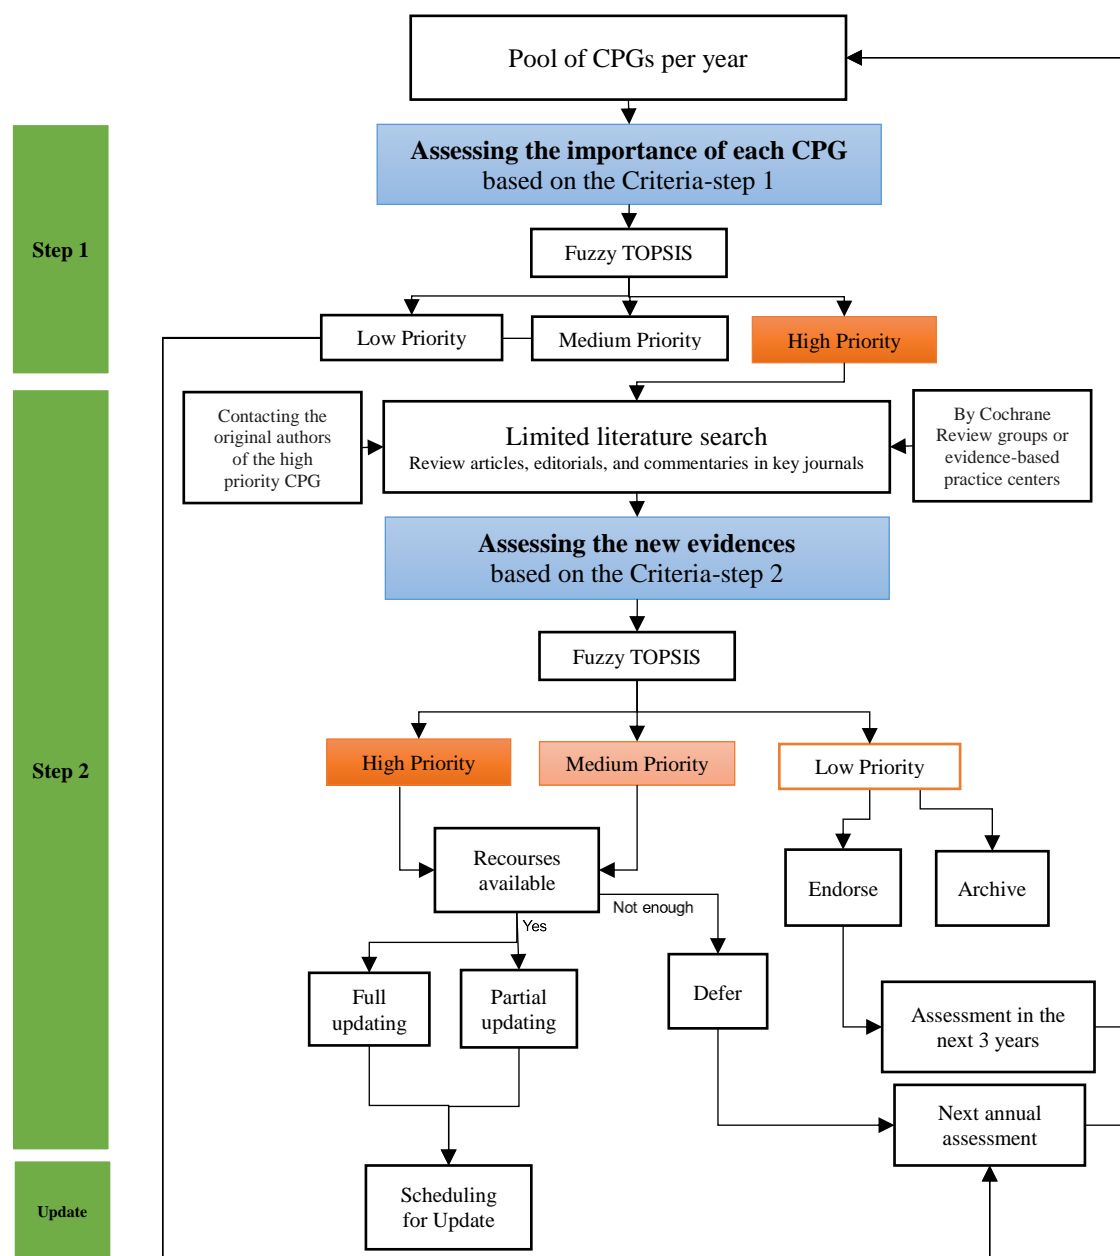 Pool of CPGs per year
Assessing the importance of each CPG
based on the Criteria-step 1
Step 1
Fuzzy TOPSIS
Low Priority
Medium Priority
High Priority
Contacting the
original authors
of the high
priority CPG
Limited literature search
Review articles, editorials, and commentaries in key journals
By Cochrane
Review groups or
evidence-based
practice centers
Assessing the new evidences
based on the Criteria-step 2
Fuzzy TOPSIS
Step 2
High Priority
Medium Priority
Low Priority
Recourses
available
Endorse
Archive
Not enough
Yes
Full
updating
Partial
updating
Defer
Assessment in the
next 3 years
Next annual
assessment
Update
Scheduling
for Update